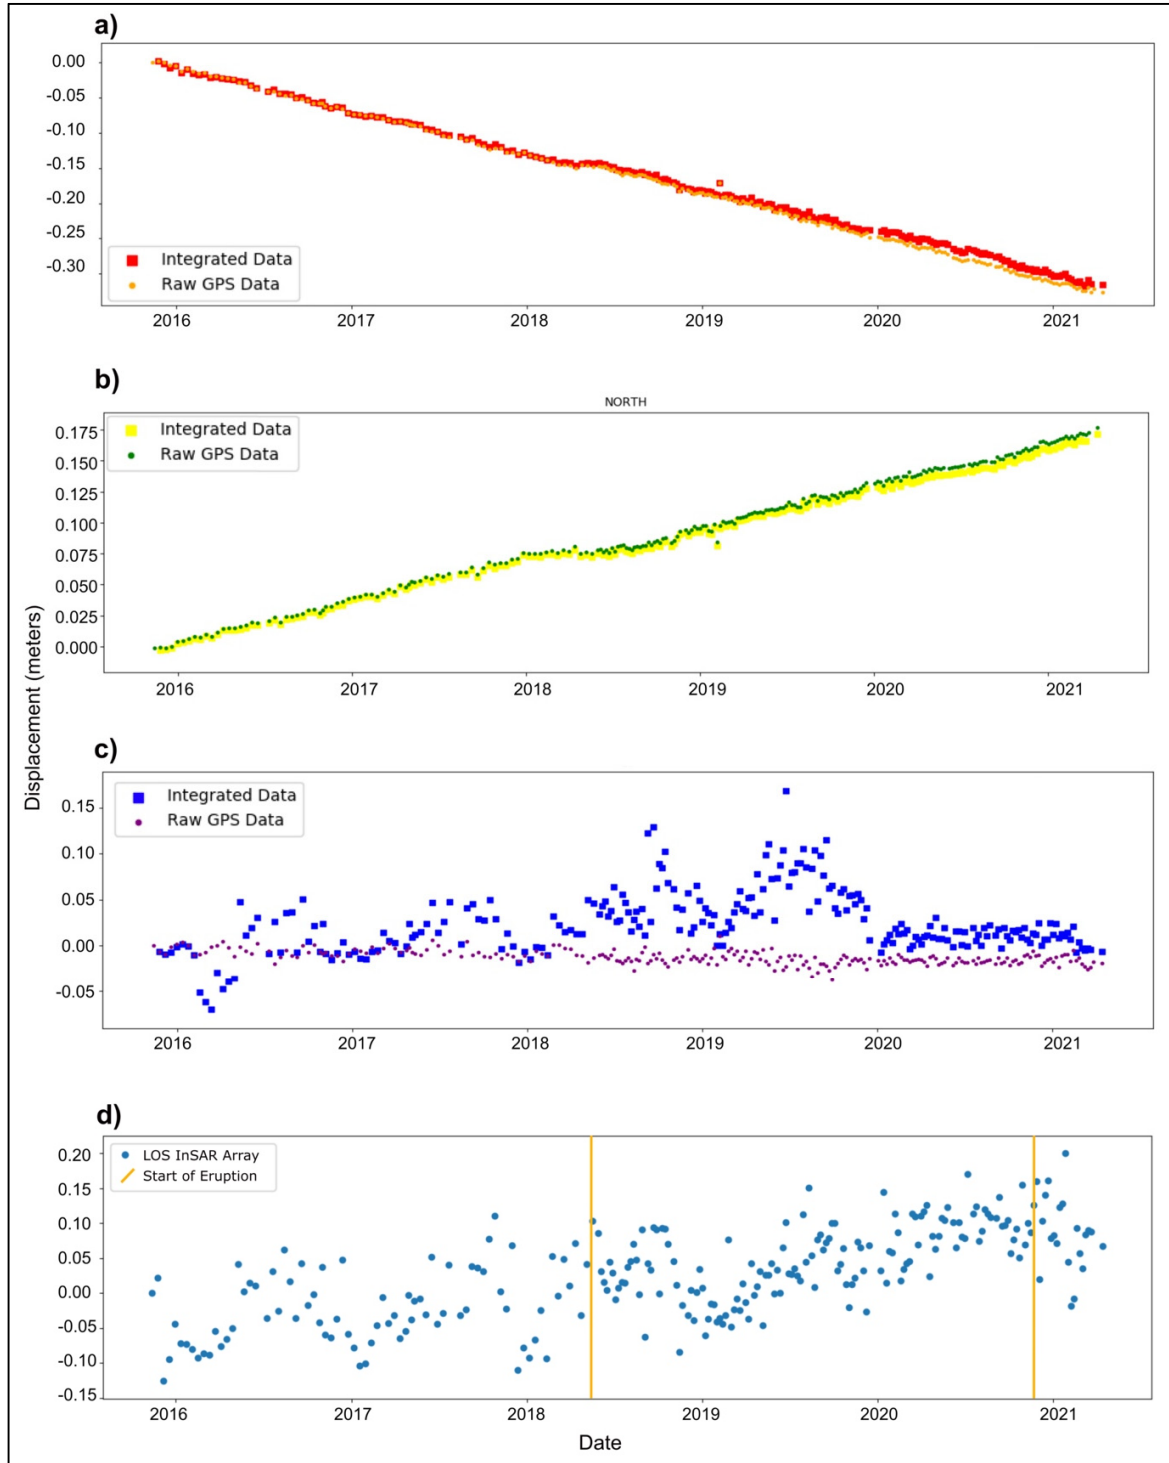 a)
0.00
-0.05
-0.10
-0.15
-0.20
-0.25
-0.30
Integrated Data
Raw GPS Data
2016 2017 2018 2019 2020 2021
b)
NORTH
Integrated Data
Raw GPS Data
0.175
0.150
0.125
0.100
0.075
0.050
0.025
0.000
2016 2017 2018 2019 2020 2021
Displacement (meters)
c)
Integrated Data
Raw GPS Data
0.15
0.10
0.05
0.00
-0.05
2016 2017 2018 2019 2020 2021
d)
LOS InSAR Array
Start of Eruption
0.20
0.15
0.10
0.05
0.00
-0.05
-0.10
-0.15
2016 2017 2018 2019 2020 2021
Date